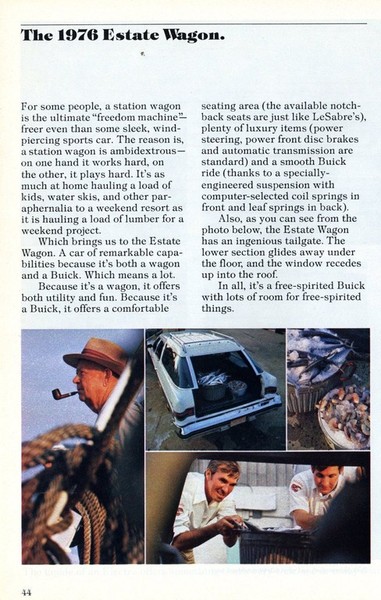 The 1976 Estate Wagon.
For some people, a station wagon
is the ultimate "freedom machine"—
freer even than some sleek, wind-
piercing sports car. The reason is,
a station wagon is ambidextrous—
on one hand it works hard, on
the other, it plays hard. It's as
much at home hauling a load of
kids, water skis, and other par-
aphernalia to a weekend resort as
it is hauling a load of lumber for a
weekend project.
Which brings us to the Estate
Wagon. A car of remarkable capa-
bilities because it's both a wagon
and a Buick. Which means a lot.
Because it's a wagon, it offers
both utility and fun. Because it's
a Buick, it offers a comfortable
seating area (the available notch-
back seats are just like LeSabre's),
plenty of luxury items (power
steering, power front disc brakes
and automatic transmission are
standard) and a smooth Buick
ride (thanks to a specially-
engineered suspension with
computer-selected coil springs in
front and leaf springs in back).
Also, as you can see from the
photo below, the Estate Wagon
has an ingenious tailgate. The
lower section glides away under
the floor, and the window recedes
up into the roof.
In all, it's a free-spirited Buick
with lots of room for free-spirited
things.
44